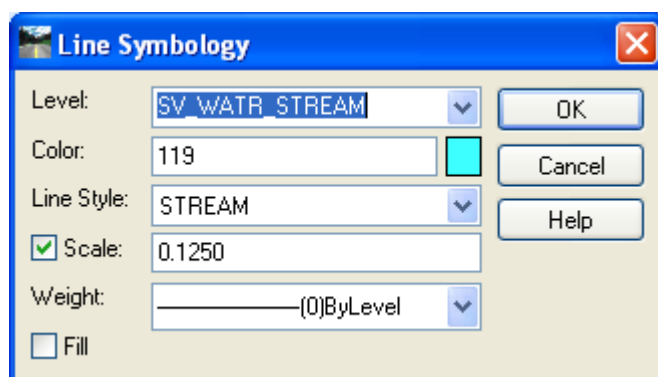 Line Symbology
Level: SV_WATR_STREAM OK
Color: 119 Cancel
Line Style: STREAM Help
Scale: 0.1250
Weight: (0)ByLevel
Fill